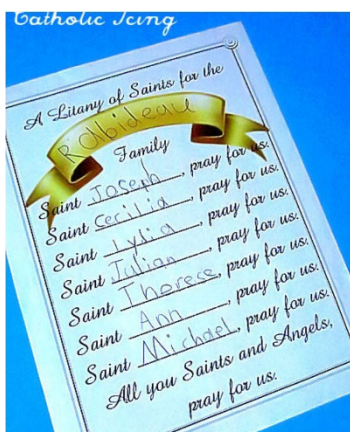 Catholic Icing
A Litany of Saints for the
Rabideau
Family
Saint Joseph, pray for us.
Saint Cecilia, pray for us.
Saint Lydia, pray for us.
Saint Julian, pray for us.
Saint Therese, pray for us.
Saint Ann, pray for us.
Saint Michael, pray for us.
All you Saints and Angels,
pray for us.